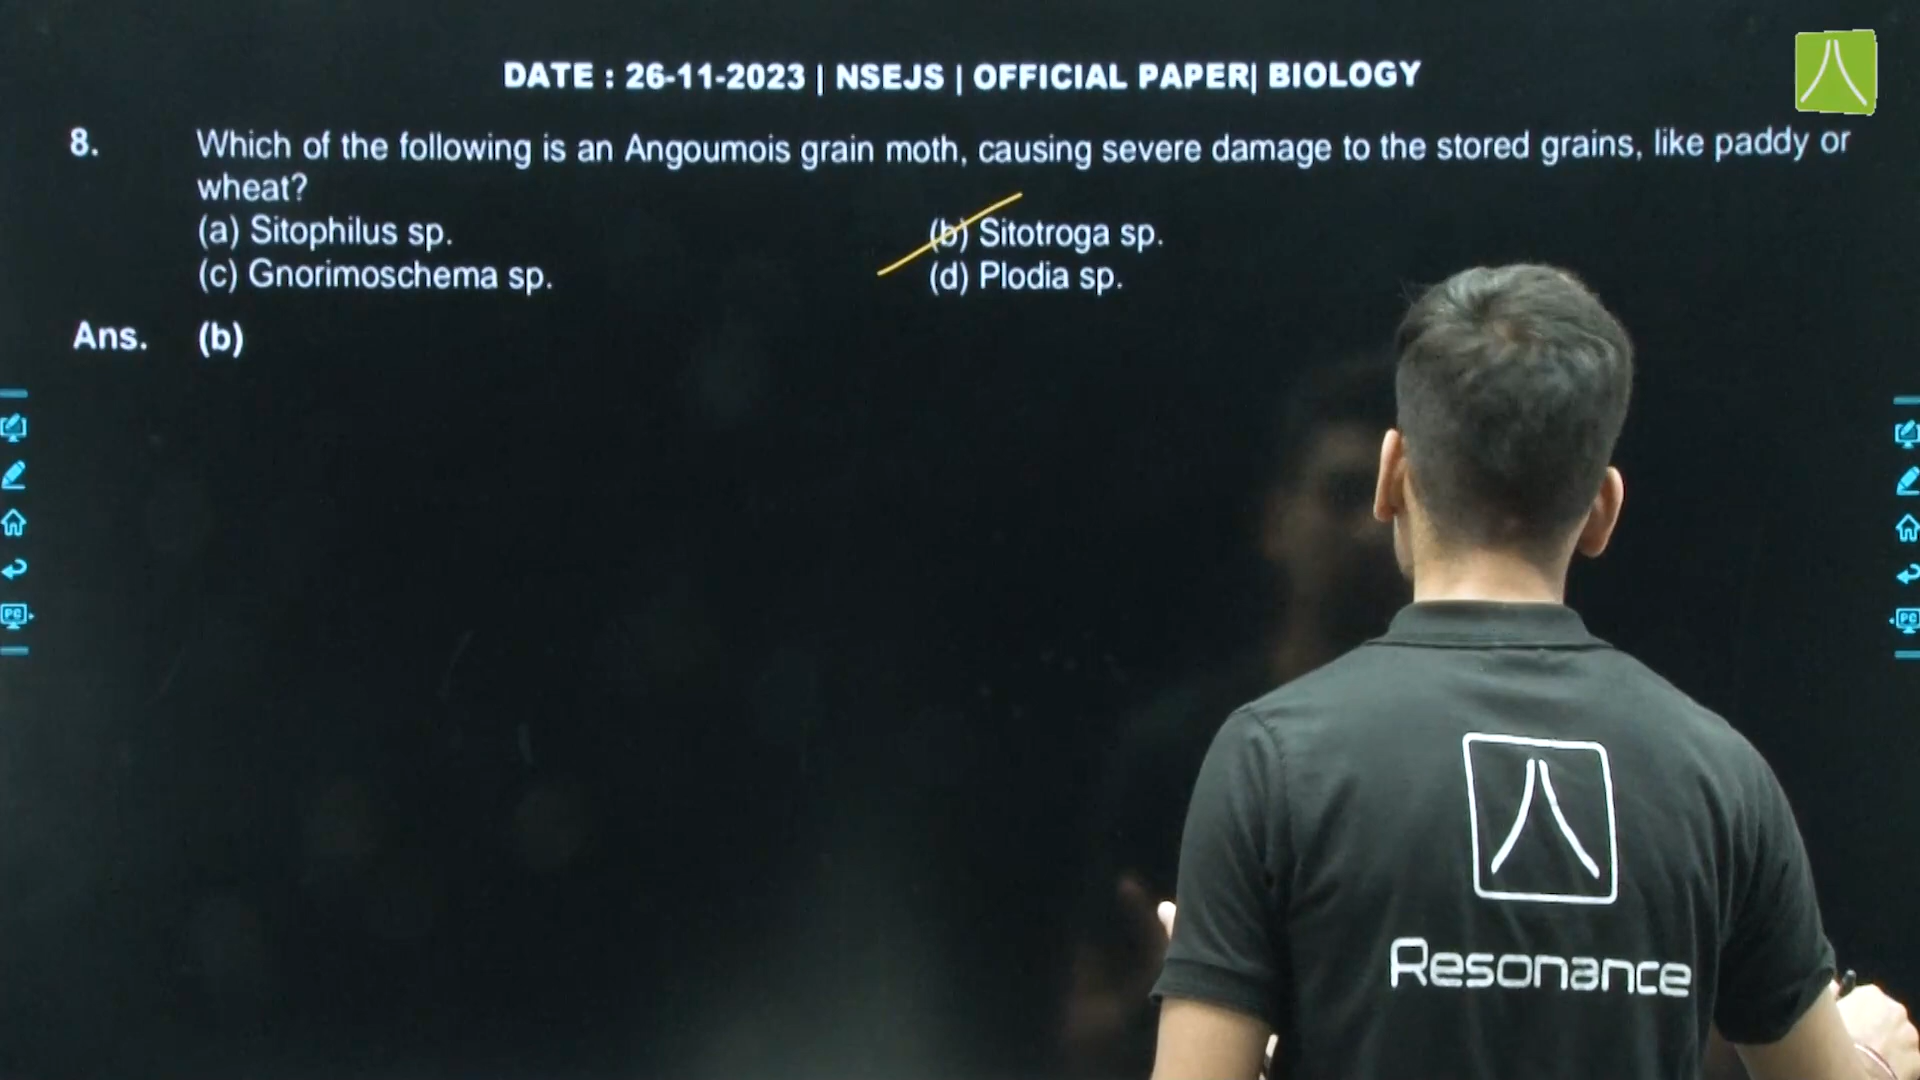 DATE : 26-11-2023 | NSEJS | OFFICIAL PAPER| BIOLOGY
8. Which of the following is an Angoumois grain moth, causing severe damage to the stored grains, like paddy or
wheat?
(a) Sitophilus sp. (b) Sitotroga sp.
(c) Gnorimoschema sp. (d) Plodia sp.
Ans. (b)
PC
PC
Resonance